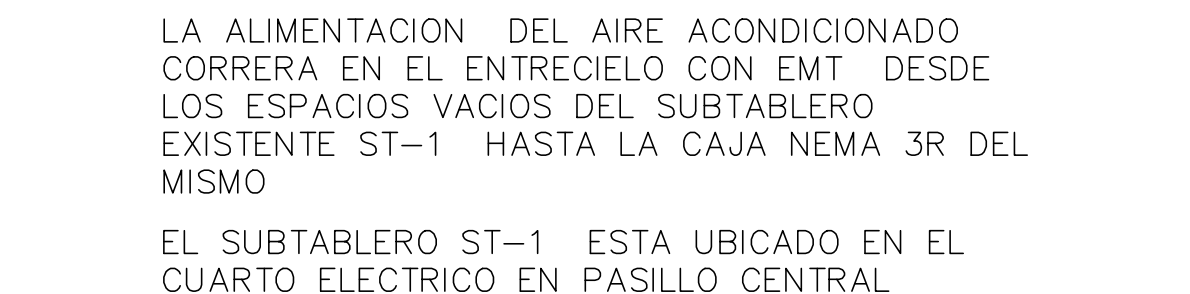 LA ALIMENTACION DEL AIRE ACONDICIONADO
CORRERA EN EL ENTRECIELO CON EMT DESDE
LOS ESPACIOS VACIOS DEL SUBTABLERO
EXISTENTE ST-1 HASTA LA CAJA NEMA 3R DEL
MISMO
EL SUBTABLERO ST-1 ESTA UBICADO EN EL
CUARTO ELECTRICO EN PASILLO CENTRAL